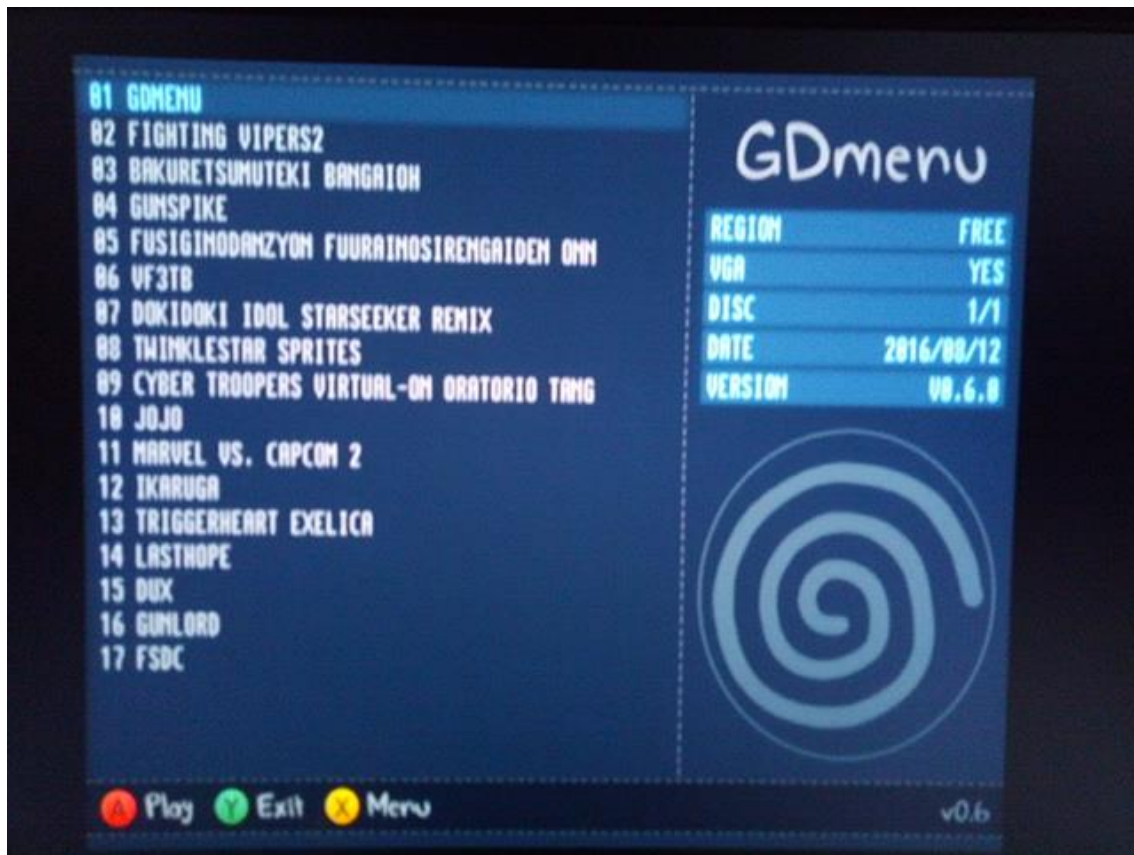 01 GDMENU
02 FIGHTING VIPERS2
03 BAKURETSUMUTEKI BANGAIOH
04 GUNSPIKE
05 FUSIGINODANZYON FUURAINOSIRENGAIDEN ONN
06 VF3TB
07 DOKIDOKI IDOL STARSEEKER REMIX
08 TWINKLESTAR SPRITES
09 CYBER TROOPERS VIRTUAL-ON ORATORIO TANG
10 JOJO
11 MARVEL VS. CAPCOM 2
12 IKARUGA
13 TRIGGERHEART EXELICA
14 LASTHOPE
15 DUX
16 GUNLORD
17 FSDC
GDmenu
REGION FREE
VGA YES
DISC 1/1
DATE 2016/08/12
VERSION V0.6.0
A Play Y Exit X Menu
v0.6